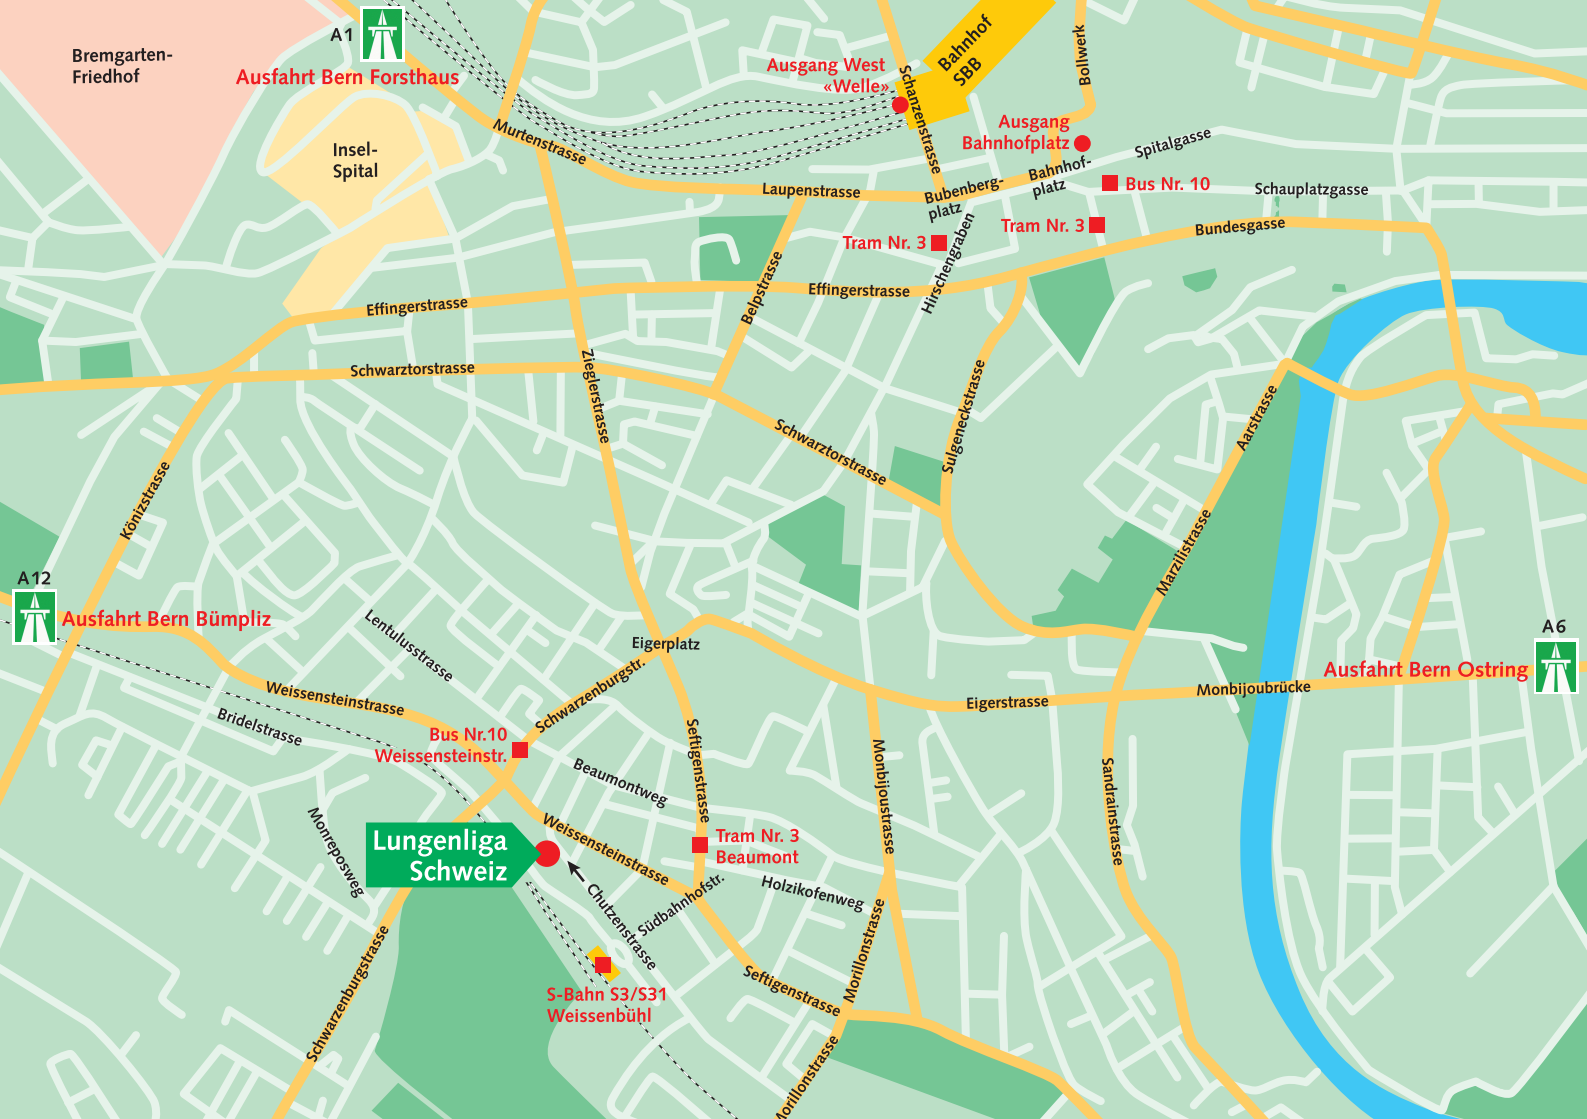 A1
Bremgarten-
Friedhof
Ausfahrt Bern Forsthaus
Insel-
Spital
Murtenstrasse
Ausgang West
«Welle»
Bahnhof
SBB
Schanzenstrasse
Bollwerk
Ausgang
Bahnhofplatz
Spitalgasse
Bahnhof-
platz
Bus Nr. 10
Schauplatzgasse
Laupenstrasse
Bubenberg-
platz
Tram Nr. 3
Tram Nr. 3
Hirschengraben
Bundesgasse
Effingerstrasse
Belpstrasse
Effingerstrasse
Schwarztorstrasse
Zieglerstrasse
Schwarztorstrasse
Sulgeneckstrasse
Aarstrasse
Könizstrasse
Marzilistrasse
A12
Ausfahrt Bern Bümpliz
Lentulusstrasse
Eigerplatz
A6
Ausfahrt Bern Ostring
Weissensteinstrasse
Bridelstrasse
Schwarzenburgstr.
Eigerstrasse
Monbijoubrücke
Bus Nr.10
Weissensteinstr.
Seftigenstrasse
Monbijoustrasse
Sandrainstrasse
Beaumontweg
Monreposweg
Lungenliga
Schweiz
Weissensteinstrasse
Tram Nr. 3
Beaumont
Chutzenstrasse
Südbahnhofstr.
Holzikofenweg
Schwarzenburgstrasse
S-Bahn S3/S31
Weissenbühl
Seftigenstrasse
Morillonstrasse
Morillonstrasse